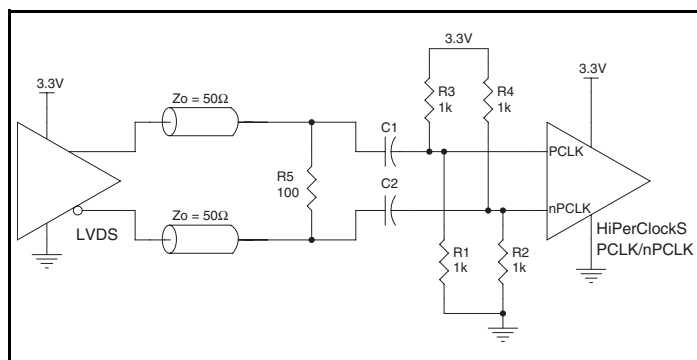 3.3V
3.3V
3.3V
Zo = 50Ω
R3
1k
R4
1k
C1
PCLK
R5
100
C2
nPCLK
Zo = 50Ω
LVDS
HiPerClockS
PCLK/nPCLK
R1
1k
R2
1k